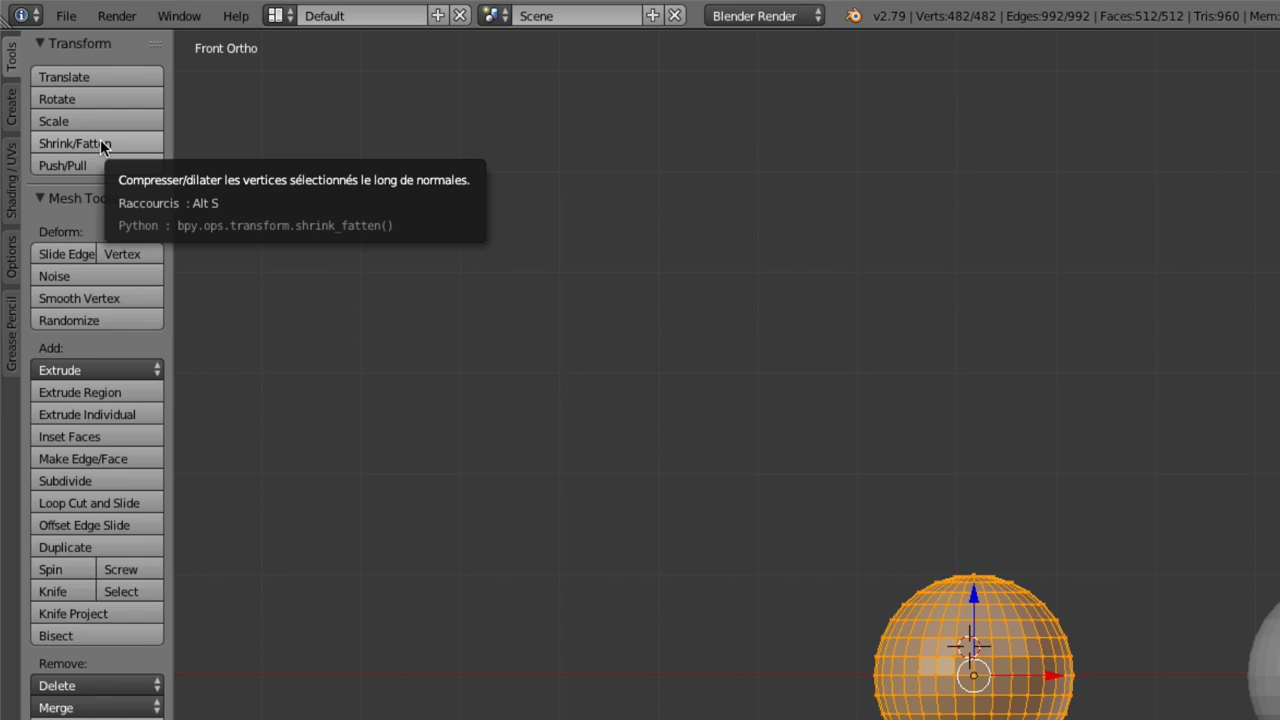 File Render Window Help Default Scene Blender Render v2.79 | Verts:482/482 | Edges:992/992 | Faces:512/512 | Tris:960 | Mem:
Tools
Create
Shading / UVs
Options
Grease Pencil
Transform
Front Ortho
Translate
Rotate
Scale
Shrink/Fatten
Push/Pull
Compresser/dilater les vertices sélectionnés le long de normales.
Raccourcis : Alt S
Python : bpy.ops.transform.shrink_fatten()
Mesh Too
Deform:
Slide Edge Vertex
Noise
Smooth Vertex
Randomize
Add:
Extrude
Extrude Region
Extrude Individual
Inset Faces
Make Edge/Face
Subdivide
Loop Cut and Slide
Offset Edge Slide
Duplicate
Spin Screw
Knife Select
Knife Project
Bisect
Remove:
Delete
Merge